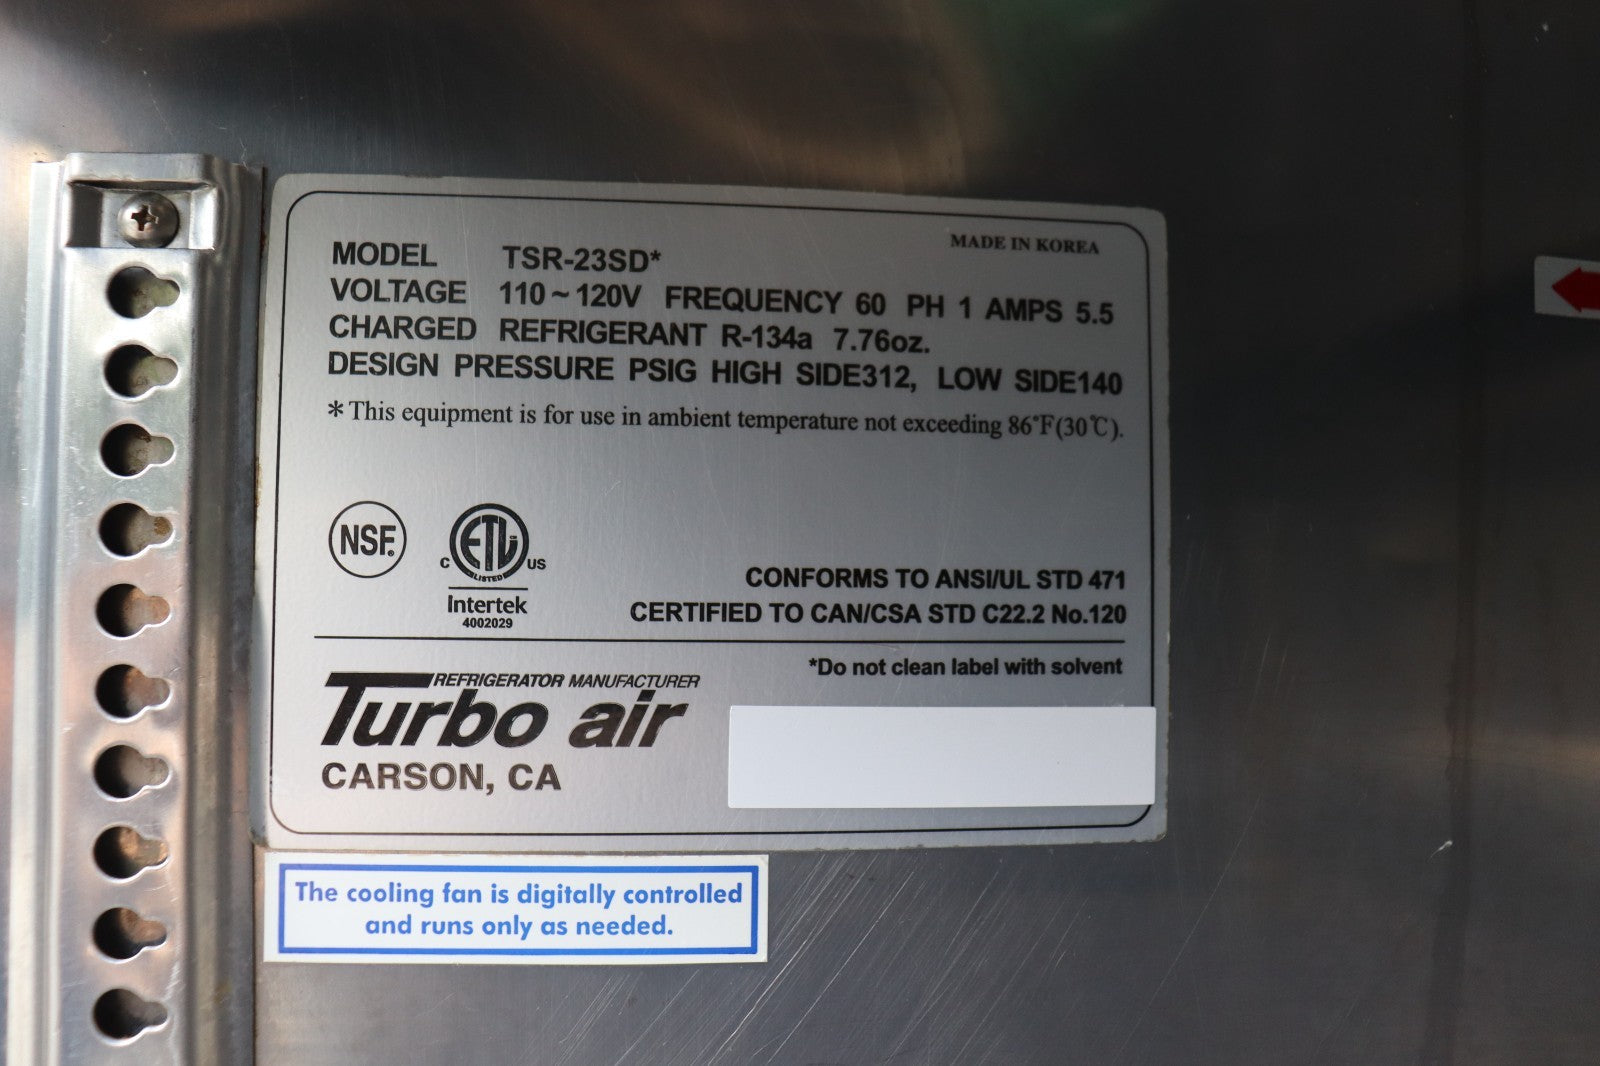 MADE IN KOREA
MODEL TSR-23SD*
VOLTAGE 110~120V FREQUENCY 60 PH 1 AMPS 5.5
CHARGED REFRIGERANT R-134a 7.76oz.
DESIGN PRESSURE PSIG HIGH SIDE312, LOW SIDE140
*This equipment is for use in ambient temperature not exceeding 86°F(30℃).
NSF.
C ETL US
LISTED
Intertek
4002029
CONFORMS TO ANSI/UL STD 471
CERTIFIED TO CAN/CSA STD C22.2 No.120
*Do not clean label with solvent
REFRIGERATOR MANUFACTURER
Turbo air
CARSON, CA
The cooling fan is digitally controlled
and runs only as needed.